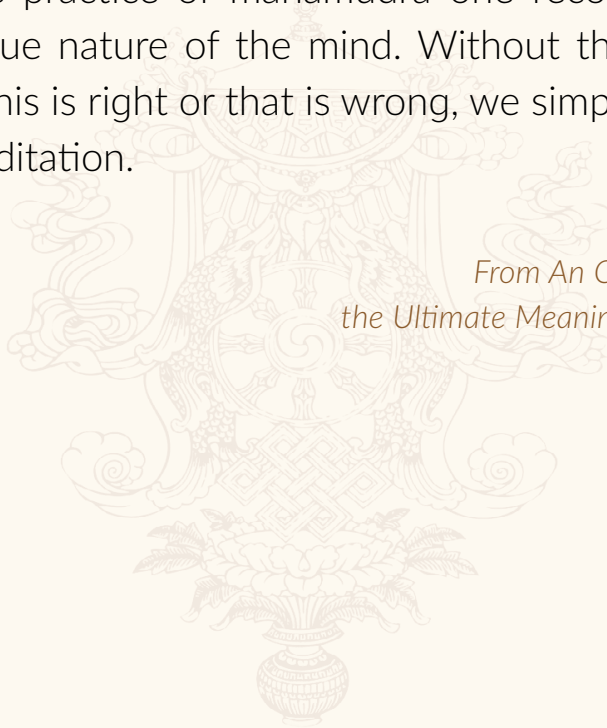 practice of mahamudra one
ue nature of the mind. Without th
his is right or that is wrong, we simp
ditation.
From An
the Ultimate Meanin